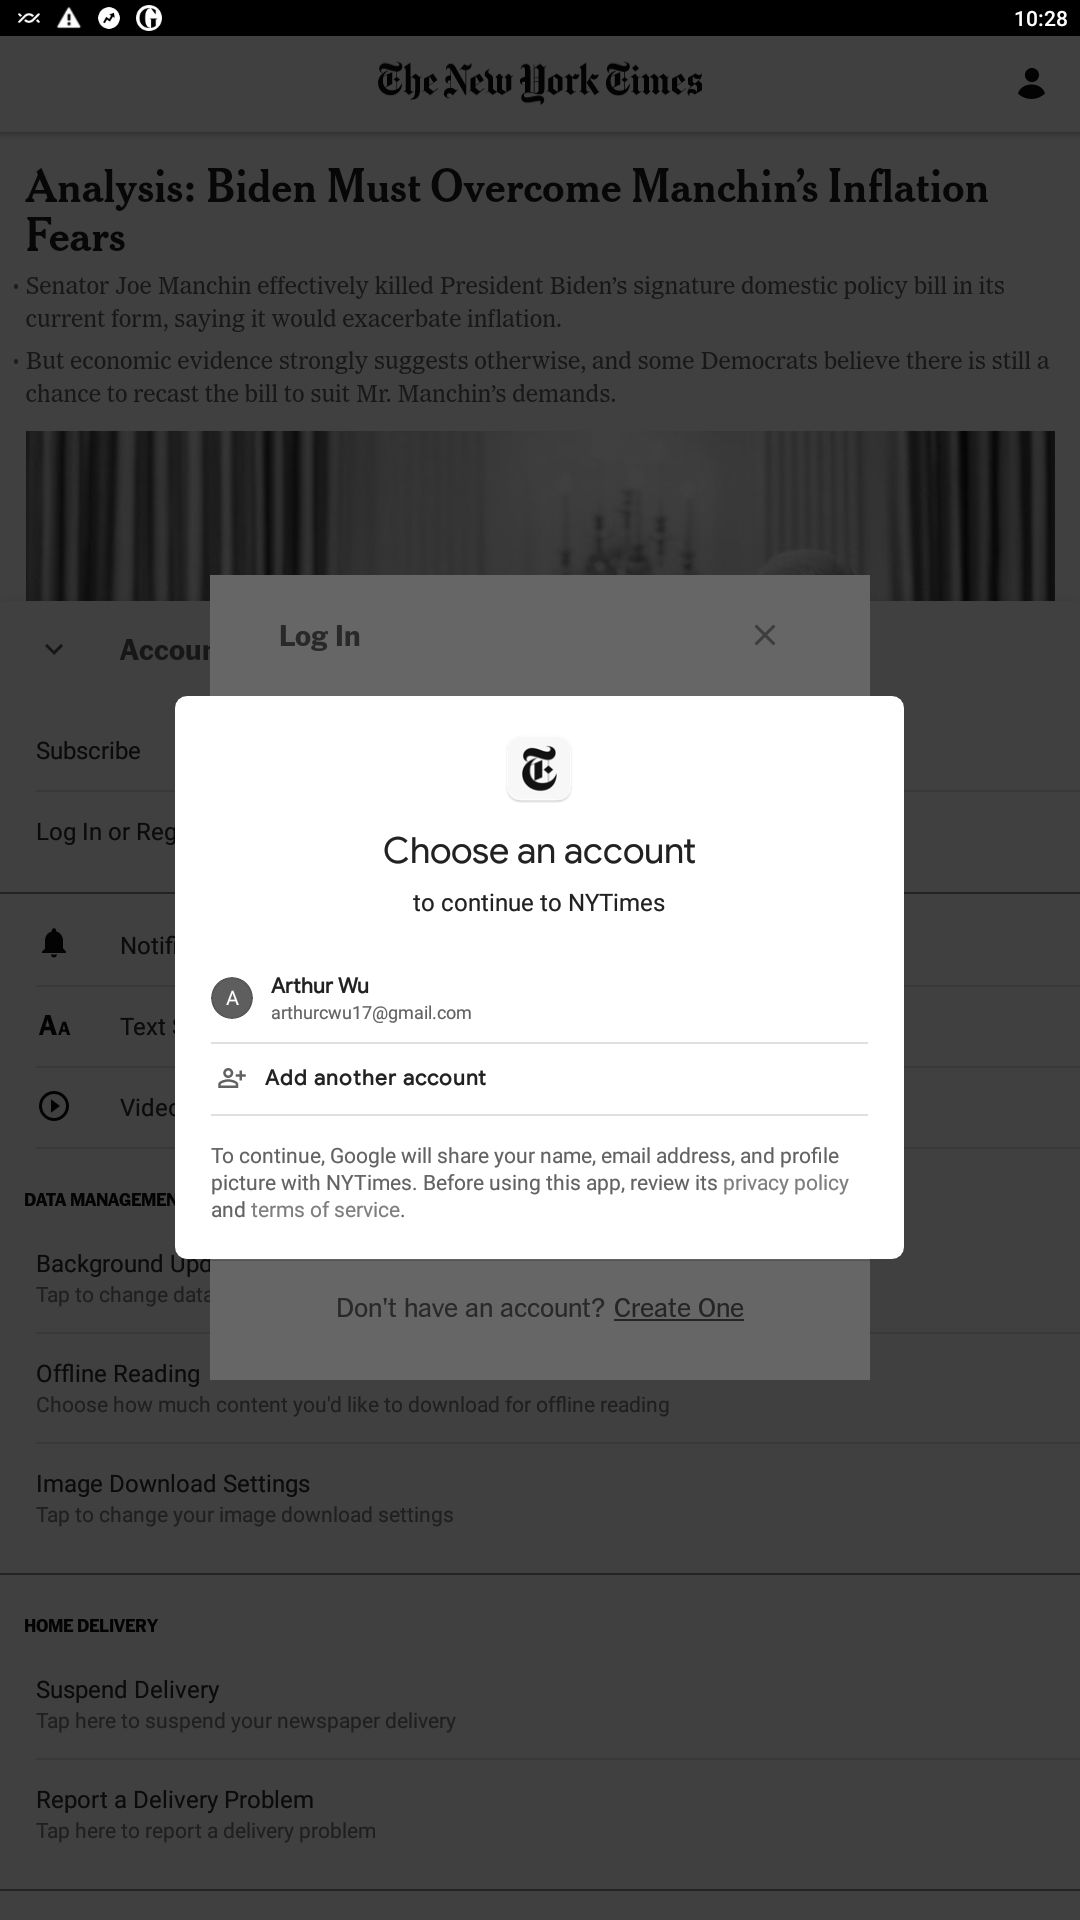 10:28
The New York Times
Analysis: Biden Must Overcome Manchin’s Inflation
Fears
• Senator Joe Manchin effectively killed President Biden’s signature domestic policy bill in its
current form, saying it would exacerbate inflation.
• But economic evidence strongly suggests otherwise, and some Democrats believe there is still a
chance to recast the bill to suit Mr. Manchin’s demands.
Log In
Accour
Subscribe
Log In or Reg
Choose an account
to continue to NYTimes
Notifi
A
Arthur Wu
arthurcwu17@gmail.com
AA
Text
Add another account
Video
To continue, Google will share your name, email address, and profile
picture with NYTimes. Before using this app, review its privacy policy
and terms of service.
DATA MANAGEMEN
Background Upd
Tap to change data
Don't have an account? Create One
Offline Reading
Choose how much content you'd like to download for offline reading
Image Download Settings
Tap to change your image download settings
HOME DELIVERY
Suspend Delivery
Tap here to suspend your newspaper delivery
Report a Delivery Problem
Tap here to report a delivery problem